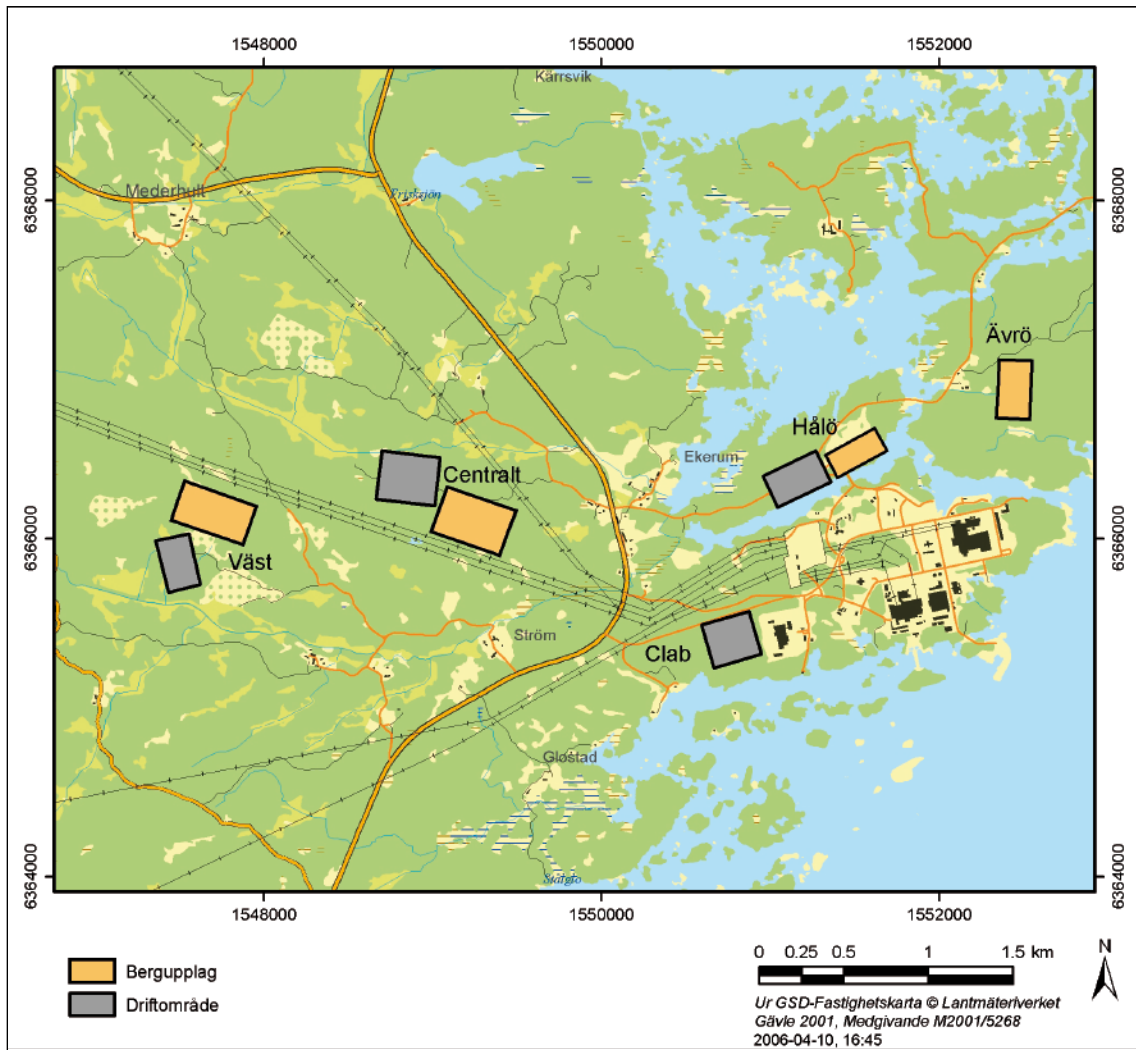 1548000
1550000
1552000
Kärrsvik
Mederhult
Frisksjön
6368000
6368000
Ävrö
Hålö
Ekerum
Centralt
6366000
6366000
Väst
Ström
Clab
Glostad
6364000
6364000
1548000
1550000
1552000
Bergupplag
Driftområde
0 0.25 0.5 1 1.5 km
N
Ur GSD-Fastighetskarta © Lantmäteriverket
Gävle 2001, Medgivande M2001/5268
2006-04-10, 16:45